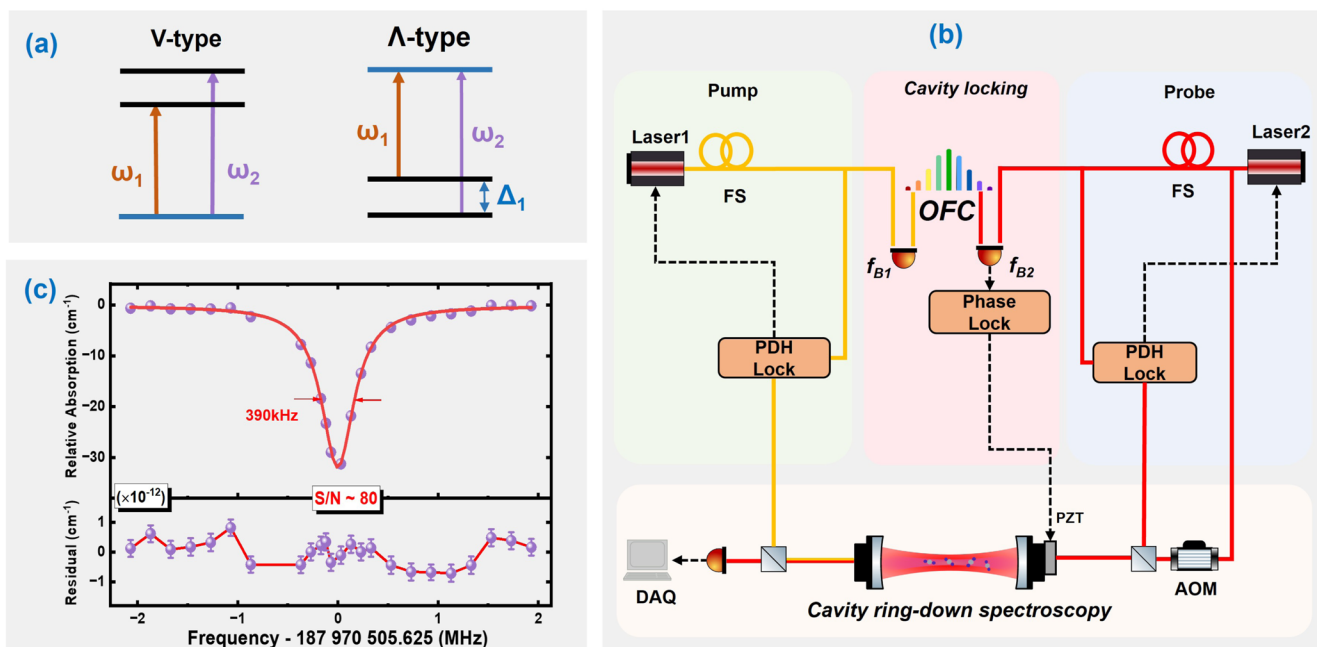 (a)
V-type
Λ-type
ω1
ω2
ω1
ω2
Δ1
(b)
Pump
Cavity locking
Probe
Laser1
Laser2
FS
FS
OFC
fB1
fB2
Phase
Lock
PDH
Lock
PDH
Lock
PZT
DAQ
AOM
Cavity ring-down spectroscopy
(c)
Relative Absorption (cm⁻¹)
0
−10
−20
−30
390kHz
(×10⁻¹²)
S/N ~ 80
Residual (cm⁻¹)
1
0
−1
−2
−1
0
1
2
Frequency - 187 970 505.625 (MHz)